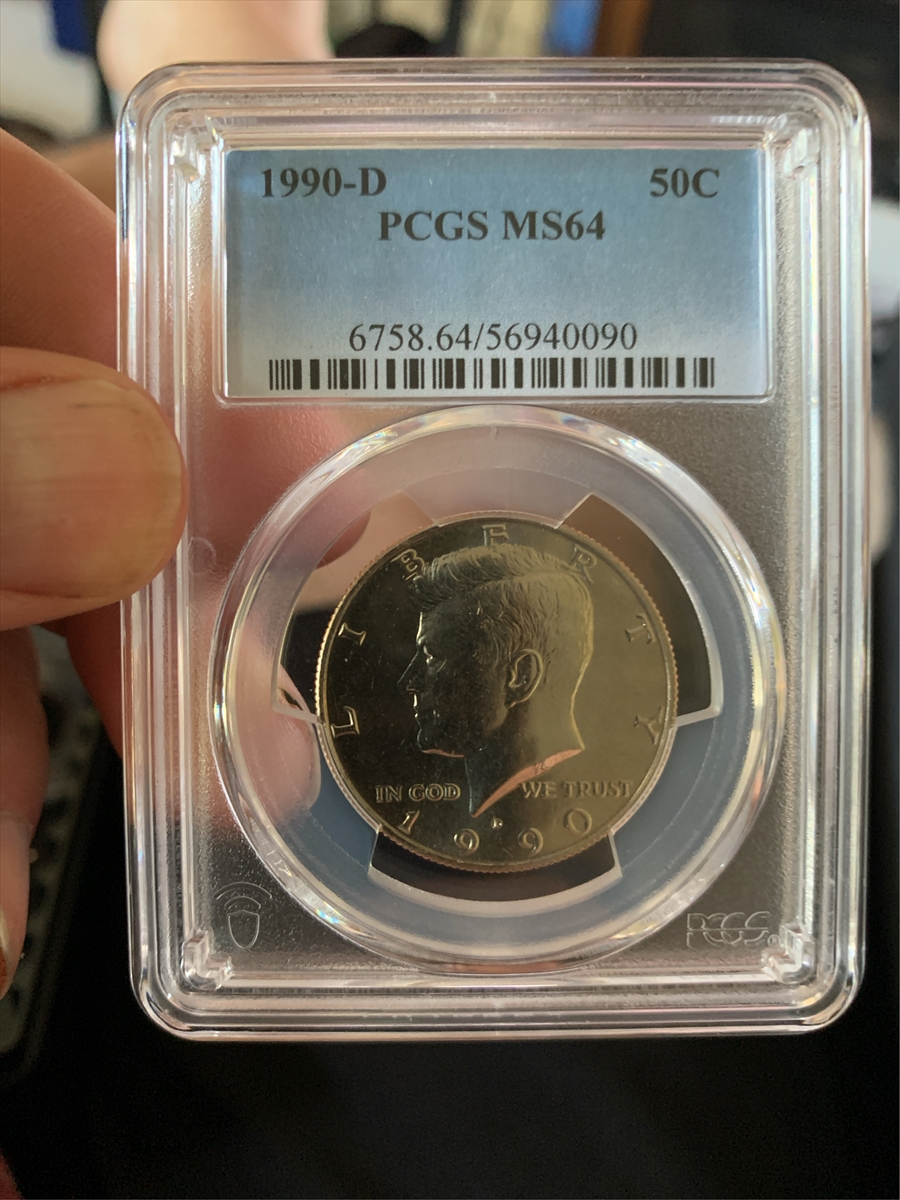 1990-D 50C
PCGS MS64
6758.64/56940090
LIBERTY
IN GOD WE TRUST
D
1990
PCGS